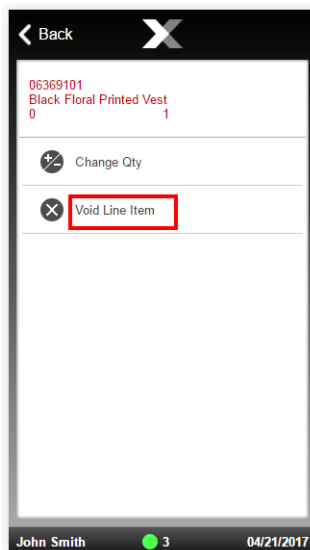 Back
06369101
Black Floral Printed Vest
0 1
Change Qty
Void Line Item
John Smith 3 04/21/2017